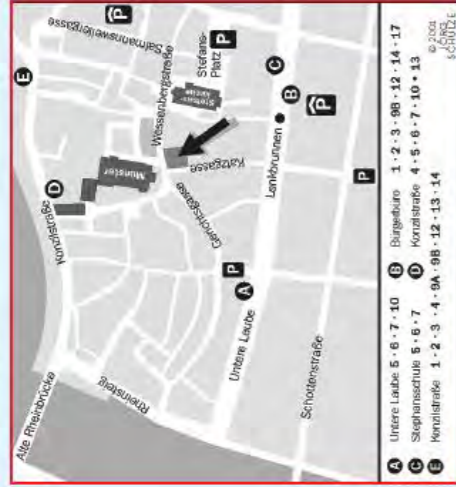 Alte Rheinbrücke
Konzilstraße
D
E
Salmannsweilergasse
P
Rheinsteig
Münster
Wessenbergstraße
Stefans-
Platz
P
Stefans-
kirche
Gerichtsgasse
Katzgasse
P
A
Untere Laube
Lenkbrunnen
B
C
P
Schottenstraße
P
A Untere Laube 5 · 6 · 7 · 10
B Bürgerbüro 1 · 2 · 3 · 9B · 12 · 14 · 17
C Stephansschule 5 · 6 · 7
D Konzilstraße 4 · 5 · 6 · 7 · 10 · 13
E Konzilstraße 1 · 2 · 3 · 4 · 9A · 9B · 12 · 13 · 14
© 2001
JÖRG
SCHULZE